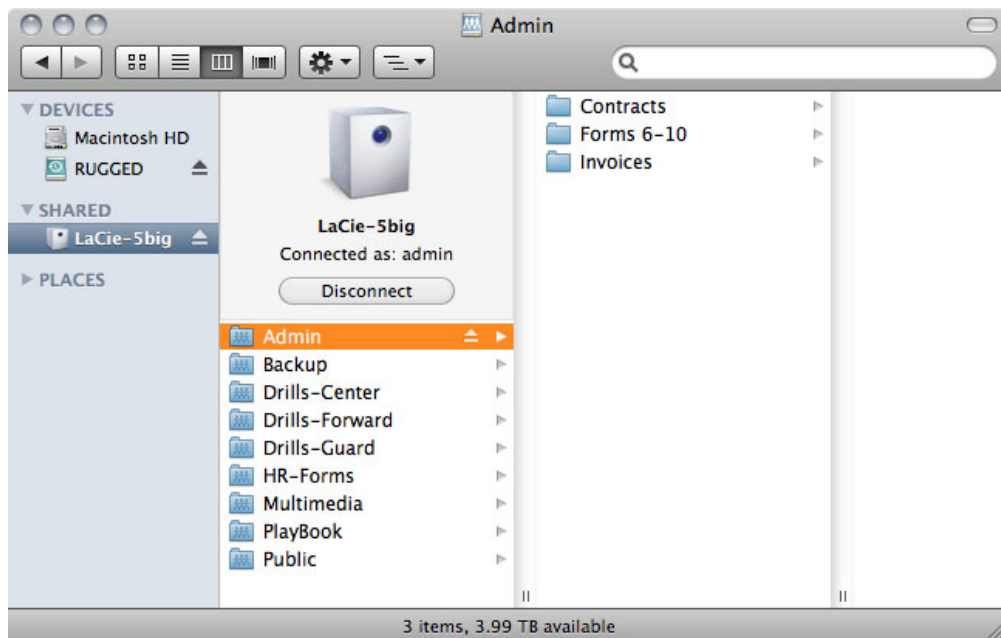 Admin
DEVICES
Macintosh HD
RUGGED
SHARED
LaCie-5big
PLACES
LaCie-5big
Connected as: admin
Disconnect
Admin
Backup
Drills-Center
Drills-Forward
Drills-Guard
HR-Forms
Multimedia
PlayBook
Public
Contracts
Forms 6-10
Invoices
3 items, 3.99 TB available